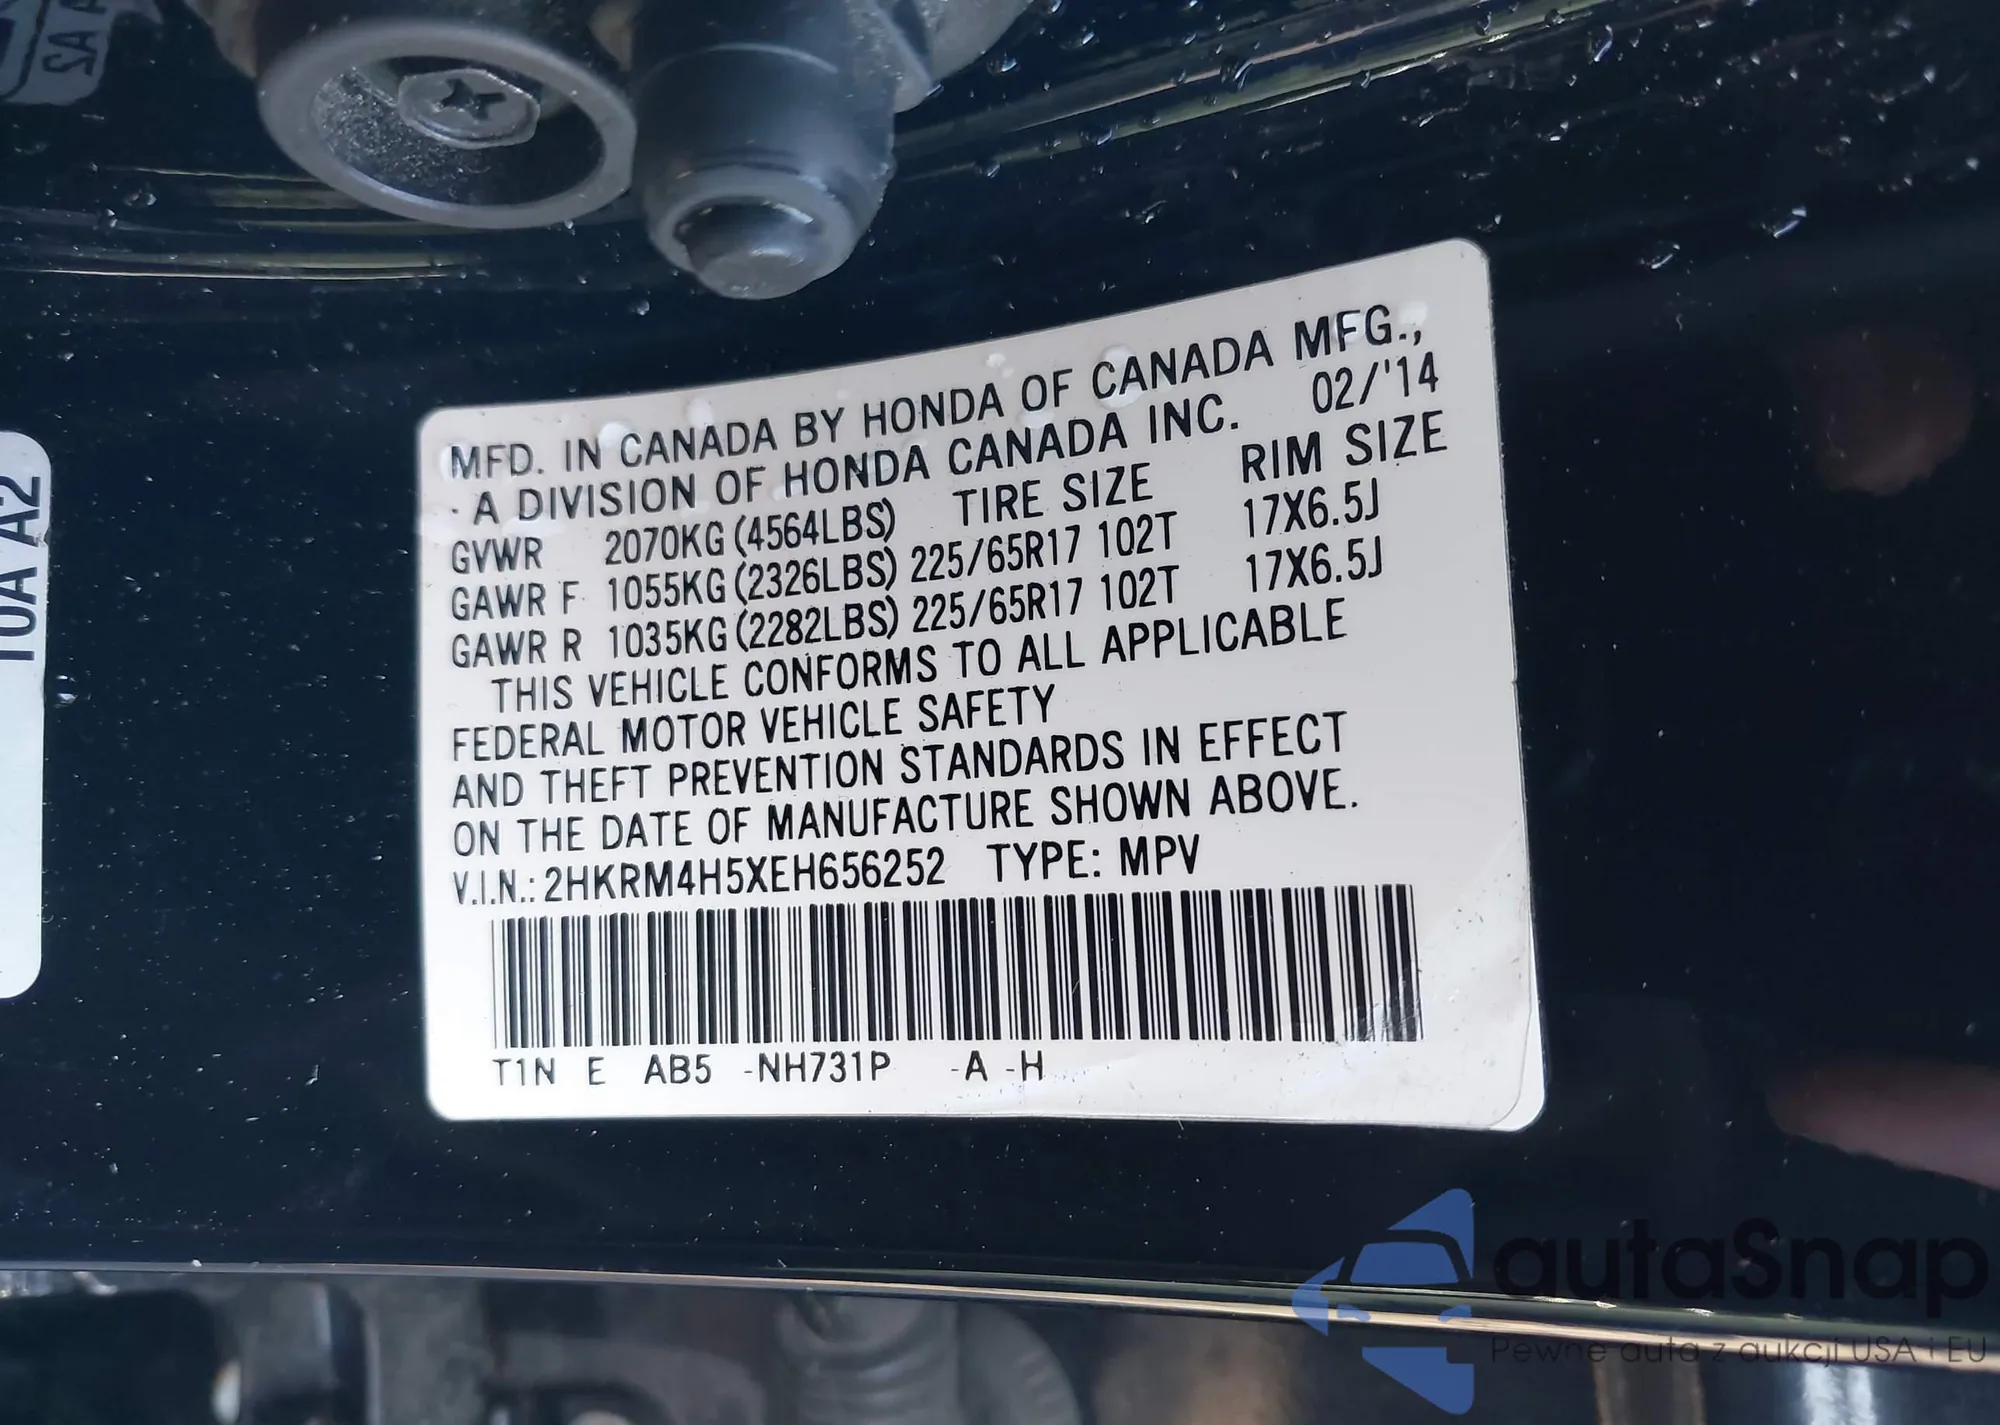 MFD. IN CANADA BY HONDA OF CANADA MFG.,
A DIVISION OF HONDA CANADA INC. 02/'14
GVWR 2070KG (4564LBS) TIRE SIZE RIM SIZE
GAWR F 1055KG (2326LBS) 225/65R17 102T 17X6.5J
GAWR R 1035KG (2282LBS) 225/65R17 102T 17X6.5J
THIS VEHICLE CONFORMS TO ALL APPLICABLE
FEDERAL MOTOR VEHICLE SAFETY
AND THEFT PREVENTION STANDARDS IN EFFECT
ON THE DATE OF MANUFACTURE SHOWN ABOVE.
V.I.N.: 2HKRM4H5XEH656252 TYPE: MPV
T1N E AB5 -NH731P -A -H
T0A A2
autaSnap
Pewne auta z aukcji USA i EU